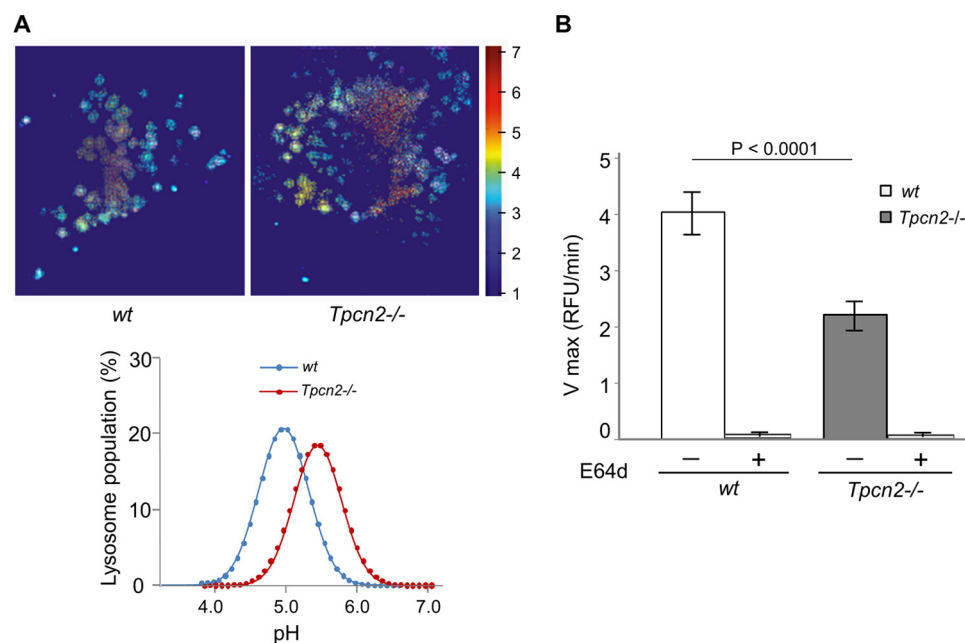 A
7
6
5
4
3
2
1
wt
Tpcn2-/-
Lysosome population (%)
30
20
10
0
wt
Tpcn2-/-
4.0 5.0 6.0 7.0
pH
B
P < 0.0001
wt
Tpcn2-/-
V max (RFU/min)
5
4
3
2
1
0
E64d – + – +
wt Tpcn2-/-